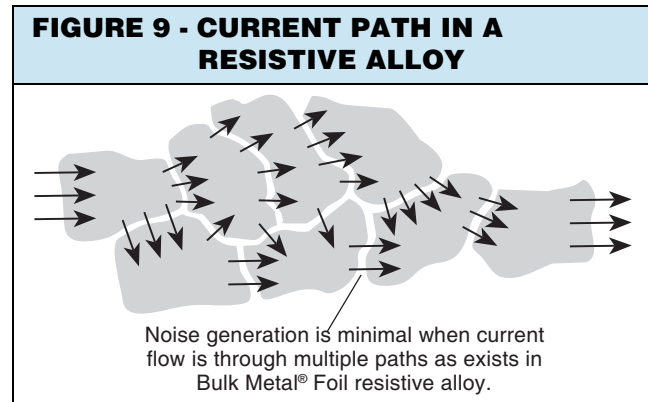 FIGURE 9 - CURRENT PATH IN A
RESISTIVE ALLOY
Noise generation is minimal when current
flow is through multiple paths as exists in
Bulk Metal® Foil resistive alloy.